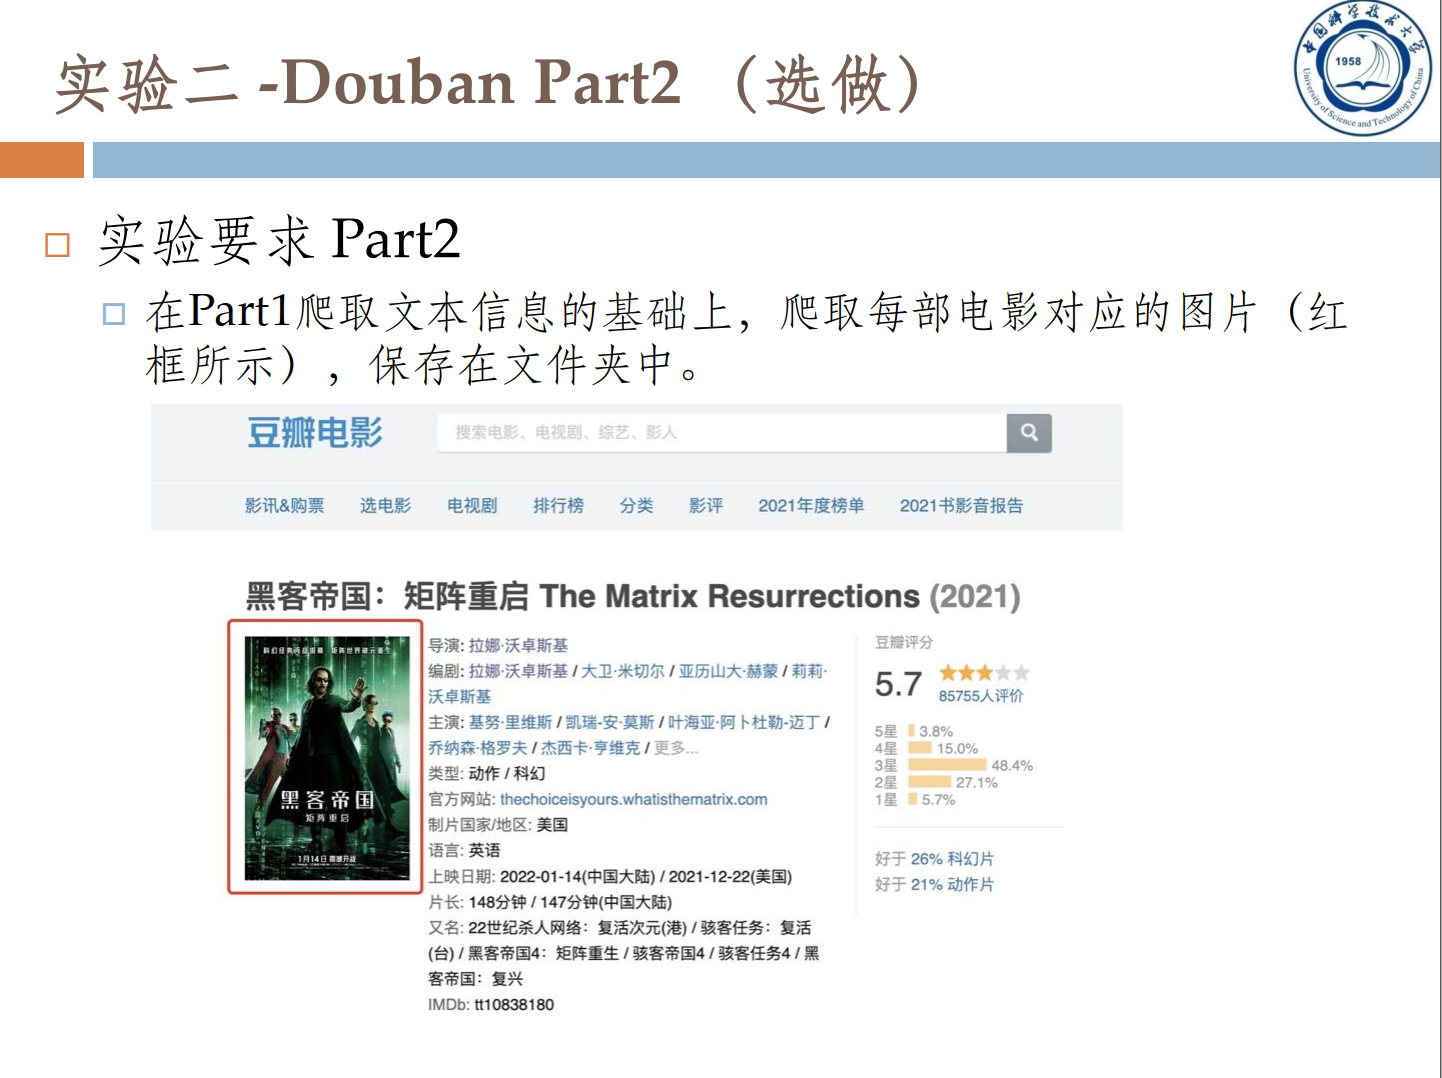 实验二 -Douban Part2 （选做）
中国科学技术大学
1958
University of Science and Technology of China
实验要求 Part2
在Part1爬取文本信息的基础上，爬取每部电影对应的图片（红
框所示），保存在文件夹中。
豆瓣电影
搜索电影、电视剧、综艺、影人
影讯&购票 选电影 电视剧 排行榜 分类 影评 2021年度榜单 2021书影音报告
黑客帝国：矩阵重启 The Matrix Resurrections (2021)
黑客帝国
矩阵重启
1月14日
导演: 拉娜·沃卓斯基
编剧: 拉娜·沃卓斯基 / 大卫·米切尔 / 亚历山大·赫蒙 / 莉莉·
沃卓斯基
主演: 基努·里维斯 / 凯瑞-安·莫斯 / 叶海亚·阿卜杜勒-迈丁 /
乔纳森·格罗夫 / 杰西卡·亨维克 / 更多...
类型: 动作 / 科幻
官方网站: thechoiceisyours.whatisthematrix.com
制片国家/地区: 美国
语言: 英语
上映日期: 2022-01-14(中国大陆) / 2021-12-22(美国)
片长: 148分钟 / 147分钟(中国大陆)
又名: 22世纪杀人网络：复活次元(港) / 骇客任务：复活
(台) / 黑客帝国4：矩阵重生 / 骇客帝国4 / 骇客任务4 / 黑
客帝国：复兴
IMDb: tt10838180
豆瓣评分
5.7
85755人评价
5星 3.8%
4星 15.0%
3星 48.4%
2星 27.1%
1星 5.7%
好于 26% 科幻片
好于 21% 动作片